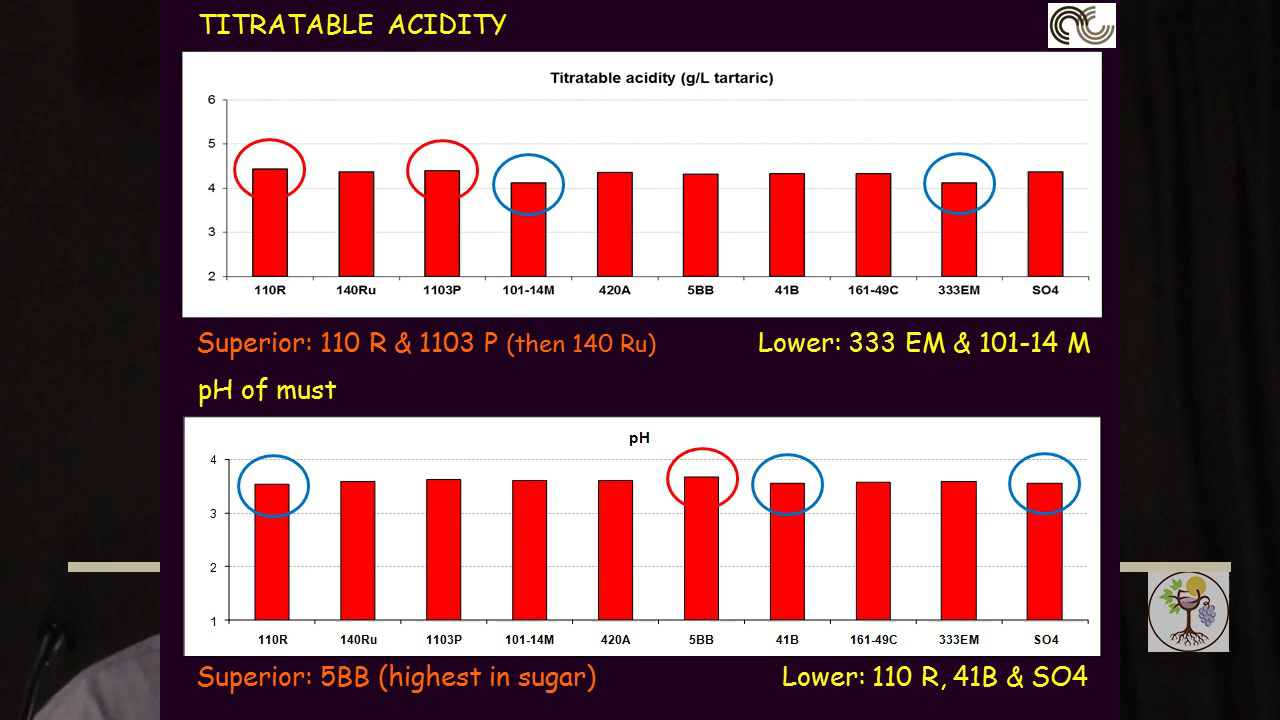 TITRATABLE ACIDITY
Titratable acidity (g/L tartaric)
6
5
4
3
2
110R 140Ru 1103P 101-14M 420A 5BB 41B 161-49C 333EM SO4
Superior: 110 R & 1103 P (then 140 Ru) Lower: 333 EM & 101-14 M
pH of must
pH
4
3
2
1
110R 140Ru 1103P 101-14M 420A 5BB 41B 161-49C 333EM SO4
Superior: 5BB (highest in sugar) Lower: 110 R, 41B & SO4